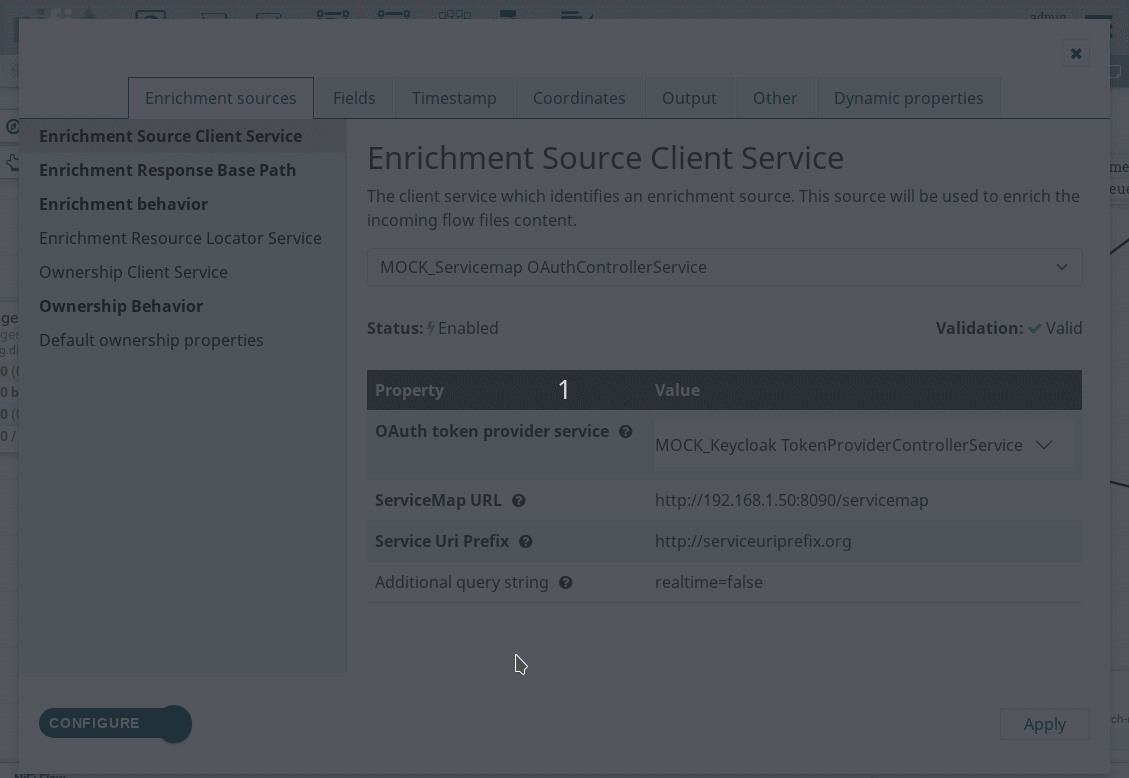 admin
Enrichment sources
Fields
Timestamp
Coordinates
Output
Other
Dynamic properties
Enrichment Source Client Service
Enrichment Response Base Path
Enrichment behavior
Enrichment Resource Locator Service
Ownership Client Service
Ownership Behavior
Default ownership properties
Enrichment Source Client Service
The client service which identifies an enrichment source. This source will be used to enrich the
incoming flow files content.
MOCK_Servicemap OAuthControllerService
Status: Enabled
Validation: Valid
Property
1
Value
OAuth token provider service
MOCK_Keycloak TokenProviderControllerService
ServiceMap URL
http://192.168.1.50:8090/servicemap
Service Uri Prefix
http://serviceuriprefix.org
Additional query string
realtime=false
CONFIGURE
Apply
NiFi Flow